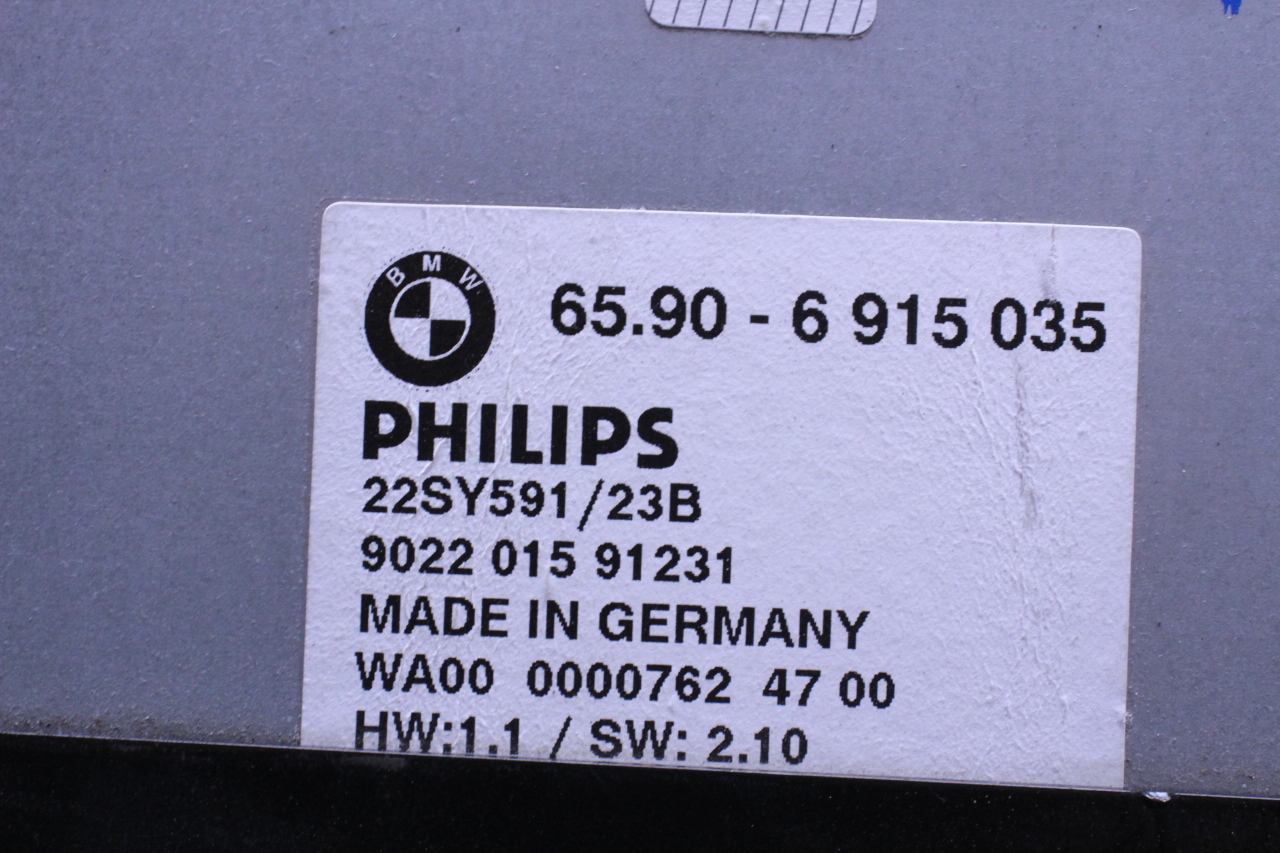 BMW
65.90 - 6 915 035
PHILIPS
22SY591/23B
9022 015 91231
MADE IN GERMANY
WA00 0000762 47 00
HW:1.1 / SW: 2.10